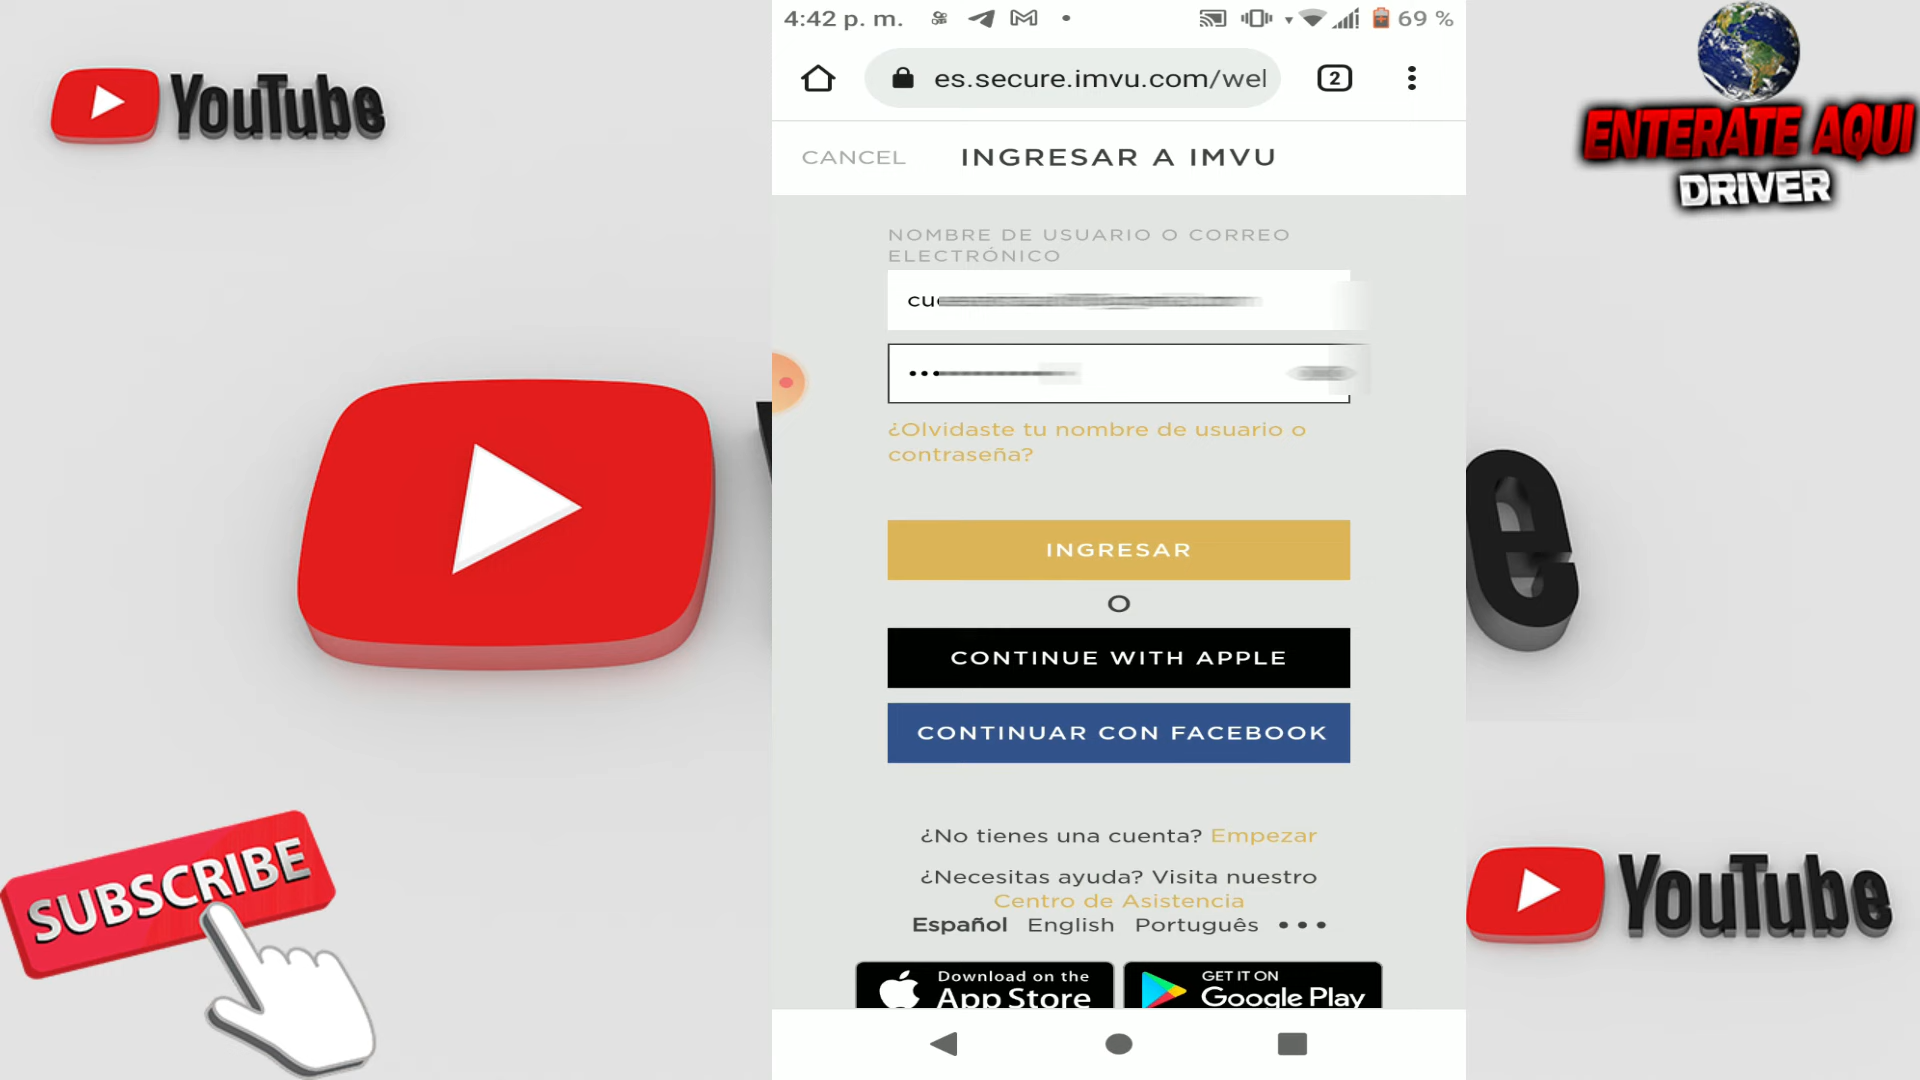 YouTube
ENTERATE AQUI
DRIVER
4:42 p. m.
69 %
es.secure.imvu.com/wel
2
CANCEL
INGRESAR A IMVU
NOMBRE DE USUARIO O CORREO
ELECTRÓNICO
cu
¿Olvidaste tu nombre de usuario o
contraseña?
INGRESAR
O
CONTINUE WITH APPLE
CONTINUAR CON FACEBOOK
¿No tienes una cuenta? Empezar
¿Necesitas ayuda? Visita nuestro
Centro de Asistencia
Español English Português •••
Download on the
App Store
GET IT ON
Google Play
e
SUBSCRIBE
YouTube